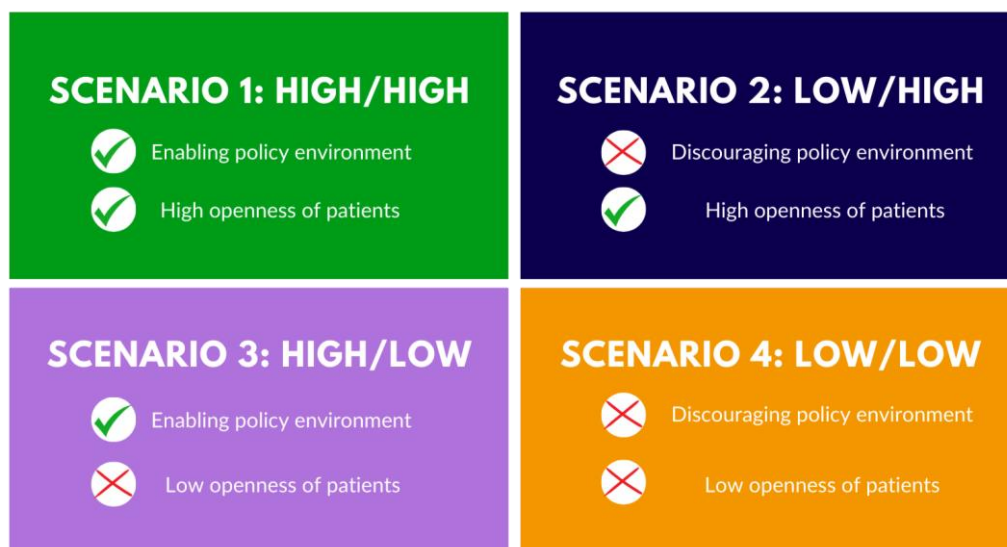 SCENARIO 1: HIGH/HIGH
Enabling policy environment
High openness of patients
SCENARIO 2: LOW/HIGH
Discouraging policy environment
High openness of patients
SCENARIO 3: HIGH/LOW
Enabling policy environment
Low openness of patients
SCENARIO 4: LOW/LOW
Discouraging policy environment
Low openness of patients